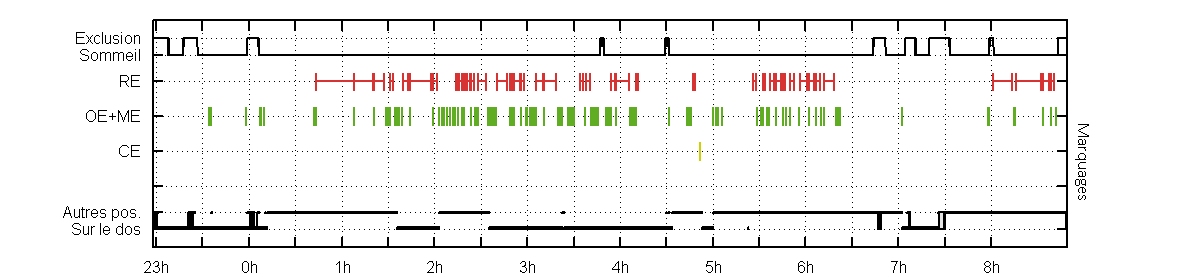 Exclusion
Sommeil
RE
OE+ME
CE
Autres pos.
Sur le dos
23h 0h 1h 2h 3h 4h 5h 6h 7h 8h
Marquages